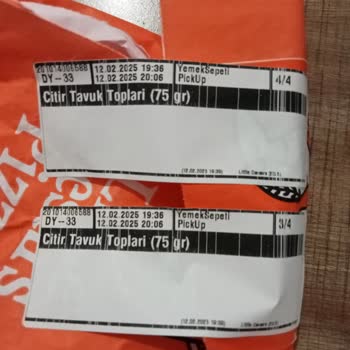 DY--33
12.02.2025 19:36
12.02.2025 20:06
YemekSepeti
PickUp
4/4
Citir Tavuk Toplari (75 gr)
DY--33
12.02.2025 19:36
12.02.2025 20:06
YemekSepeti
PickUp
3/4
Citir Tavuk Toplari (75 gr)